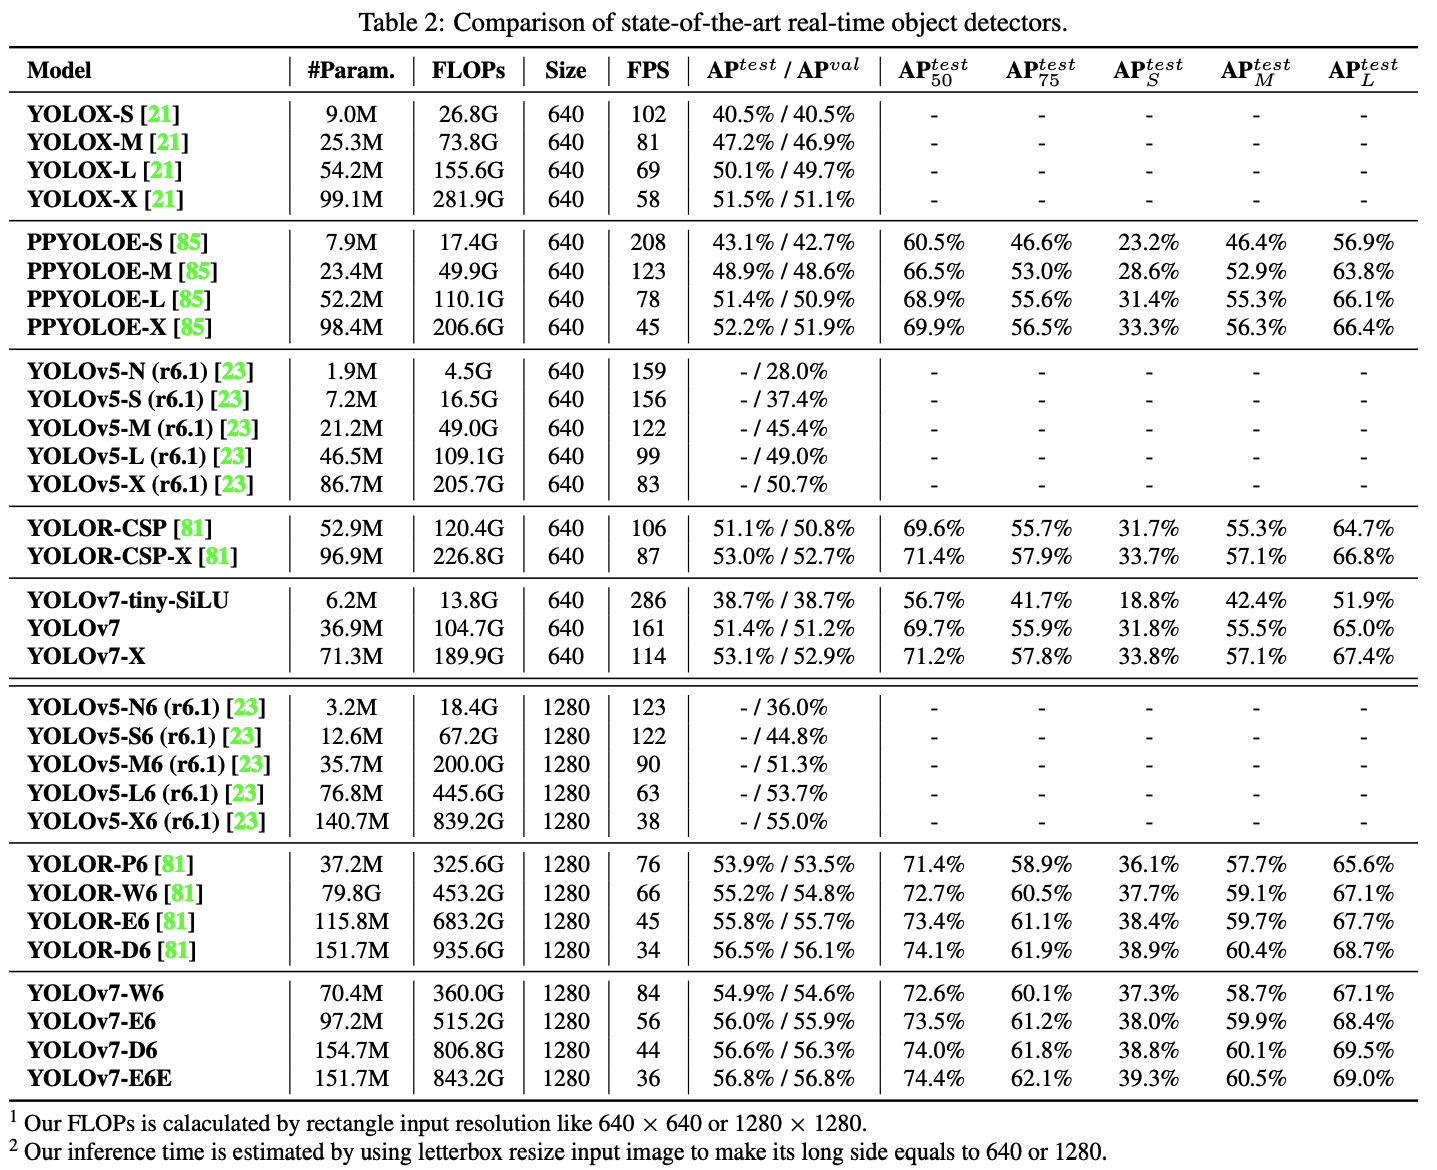 Table 2: Comparison of state-of-the-art real-time object detectors.
Model #Param. FLOPs Size FPS AP^test / AP^val AP^test_50 AP^test_75 AP^test_S AP^test_M AP^test_L
YOLOX-S [21] 9.0M 26.8G 640 102 40.5% / 40.5% - - - - -
YOLOX-M [21] 25.3M 73.8G 640 81 47.2% / 46.9% - - - - -
YOLOX-L [21] 54.2M 155.6G 640 69 50.1% / 49.7% - - - - -
YOLOX-X [21] 99.1M 281.9G 640 58 51.5% / 51.1% - - - - -
PPYOLOE-S [85] 7.9M 17.4G 640 208 43.1% / 42.7% 60.5% 46.6% 23.2% 46.4% 56.9%
PPYOLOE-M [85] 23.4M 49.9G 640 123 48.9% / 48.6% 66.5% 53.0% 28.6% 52.9% 63.8%
PPYOLOE-L [85] 52.2M 110.1G 640 78 51.4% / 50.9% 68.9% 55.6% 31.4% 55.3% 66.1%
PPYOLOE-X [85] 98.4M 206.6G 640 45 52.2% / 51.9% 69.9% 56.5% 33.3% 56.3% 66.4%
YOLOv5-N (r6.1) [23] 1.9M 4.5G 640 159 - / 28.0% - - - - -
YOLOv5-S (r6.1) [23] 7.2M 16.5G 640 156 - / 37.4% - - - - -
YOLOv5-M (r6.1) [23] 21.2M 49.0G 640 122 - / 45.4% - - - - -
YOLOv5-L (r6.1) [23] 46.5M 109.1G 640 99 - / 49.0% - - - - -
YOLOv5-X (r6.1) [23] 86.7M 205.7G 640 83 - / 50.7% - - - - -
YOLOR-CSP [81] 52.9M 120.4G 640 106 51.1% / 50.8% 69.6% 55.7% 31.7% 55.3% 64.7%
YOLOR-CSP-X [81] 96.9M 226.8G 640 87 53.0% / 52.7% 71.4% 57.9% 33.7% 57.1% 66.8%
YOLOv7-tiny-SiLU 6.2M 13.8G 640 286 38.7% / 38.7% 56.7% 41.7% 18.8% 42.4% 51.9%
YOLOv7 36.9M 104.7G 640 161 51.4% / 51.2% 69.7% 55.9% 31.8% 55.5% 65.0%
YOLOv7-X 71.3M 189.9G 640 114 53.1% / 52.9% 71.2% 57.8% 33.8% 57.1% 67.4%
YOLOv5-N6 (r6.1) [23] 3.2M 18.4G 1280 123 - / 36.0% - - - - -
YOLOv5-S6 (r6.1) [23] 12.6M 67.2G 1280 122 - / 44.8% - - - - -
YOLOv5-M6 (r6.1) [23] 35.7M 200.0G 1280 90 - / 51.3% - - - - -
YOLOv5-L6 (r6.1) [23] 76.8M 445.6G 1280 63 - / 53.7% - - - - -
YOLOv5-X6 (r6.1) [23] 140.7M 839.2G 1280 38 - / 55.0% - - - - -
YOLOR-P6 [81] 37.2M 325.6G 1280 76 53.9% / 53.5% 71.4% 58.9% 36.1% 57.7% 65.6%
YOLOR-W6 [81] 79.8G 453.2G 1280 66 55.2% / 54.8% 72.7% 60.5% 37.7% 59.1% 67.1%
YOLOR-E6 [81] 115.8M 683.2G 1280 45 55.8% / 55.7% 73.4% 61.1% 38.4% 59.7% 67.7%
YOLOR-D6 [81] 151.7M 935.6G 1280 34 56.5% / 56.1% 74.1% 61.9% 38.9% 60.4% 68.7%
YOLOv7-W6 70.4M 360.0G 1280 84 54.9% / 54.6% 72.6% 60.1% 37.3% 58.7% 67.1%
YOLOv7-E6 97.2M 515.2G 1280 56 56.0% / 55.9% 73.5% 61.2% 38.0% 59.9% 68.4%
YOLOv7-D6 154.7M 806.8G 1280 44 56.6% / 56.3% 74.0% 61.8% 38.8% 60.1% 69.5%
YOLOv7-E6E 151.7M 843.2G 1280 36 56.8% / 56.8% 74.4% 62.1% 39.3% 60.5% 69.0%
1 Our FLOPs is calaculated by rectangle input resolution like 640 × 640 or 1280 × 1280.
2 Our inference time is estimated by using letterbox resize input image to make its long side equals to 640 or 1280.